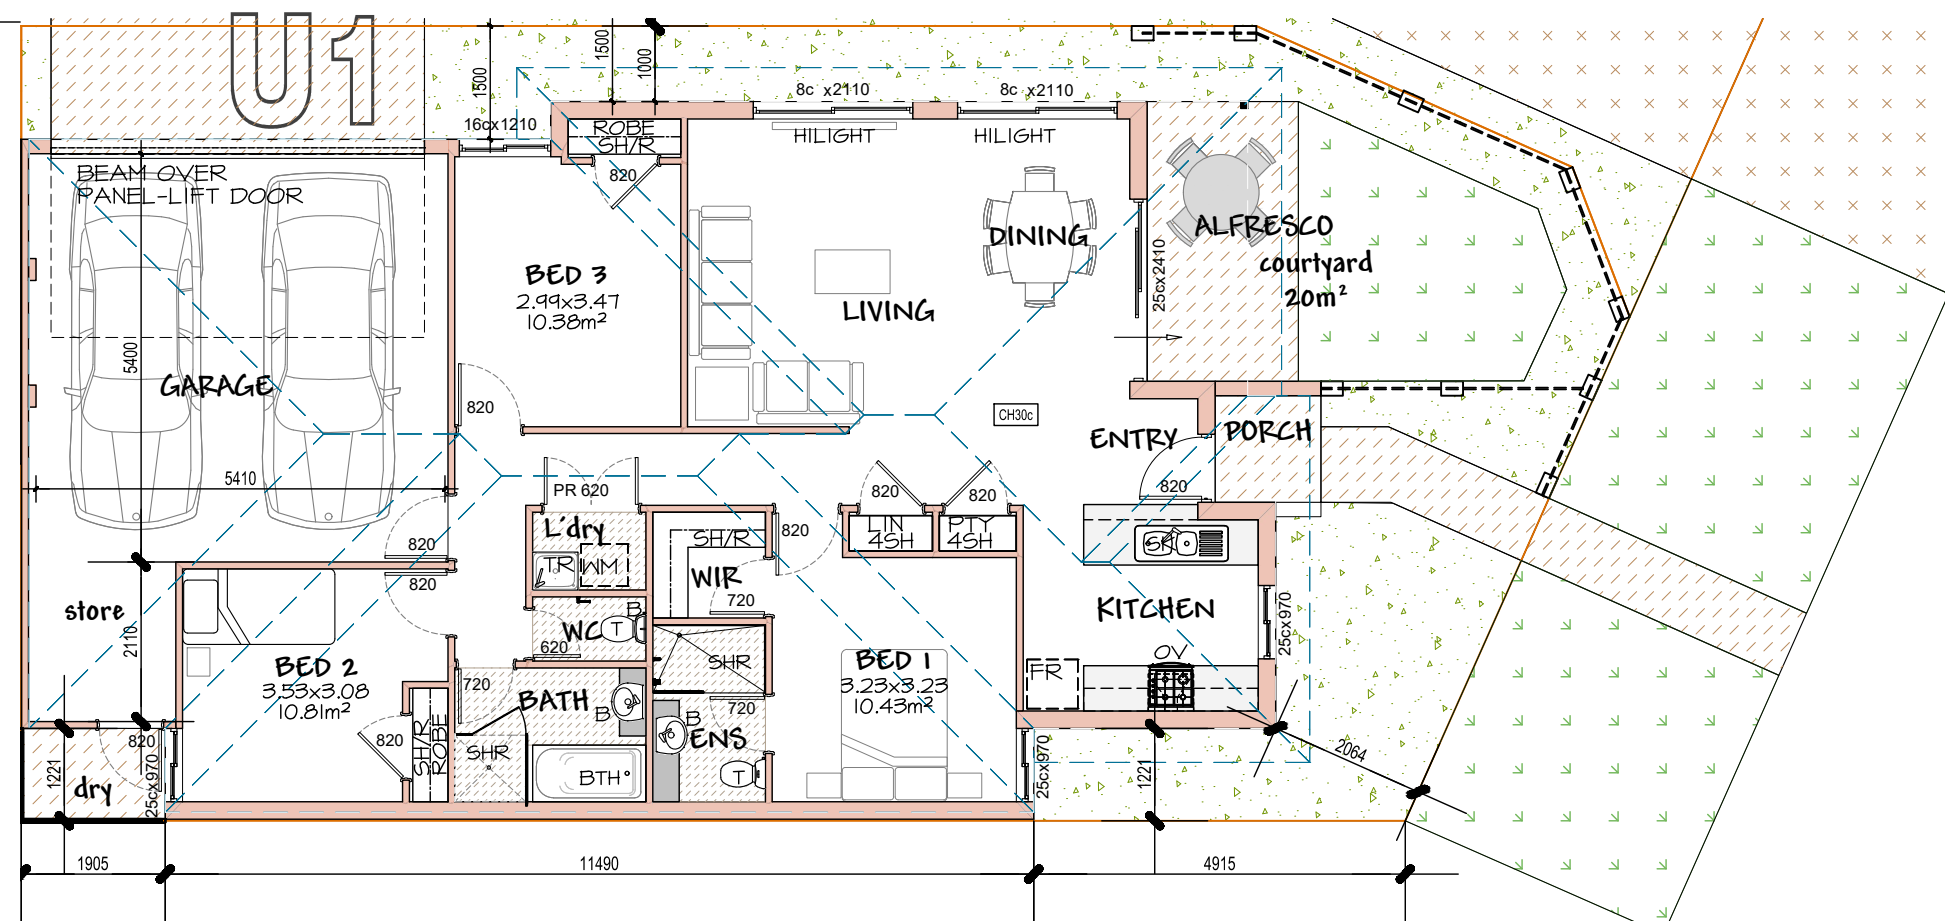 U1
1500
1500
1000
16cx1210
8c x2110
8c x2110
HILIGHT
HILIGHT
ROBE
SH/R
820
BEAM OVER
PANEL-LIFT DOOR
BED 3
2.99x3.47
10.38m²
DINING
LIVING
ALFRESCO
courtyard
20m²
25cx2410
5400
GARAGE
820
CH30c
ENTRY
PORCH
820
5410
PR 620
820
820
L'dry
LIN
4SH
PTY
4SH
SH/R
820
SK
820
820
TR
WM
WIR
720
store
2110
WC
T
B
620
KITCHEN
25cx970
BED 2
3.53x3.08
10.81m²
720
BATH
B
SHR
BED 1
3.23x3.23
10.43m²
FR
OV
720
820
SH/R
ROBE
SHR
BTH
B
ENS
T
820
1221
dry
25cx970
25cx970
1221
2064
1905
11490
4915